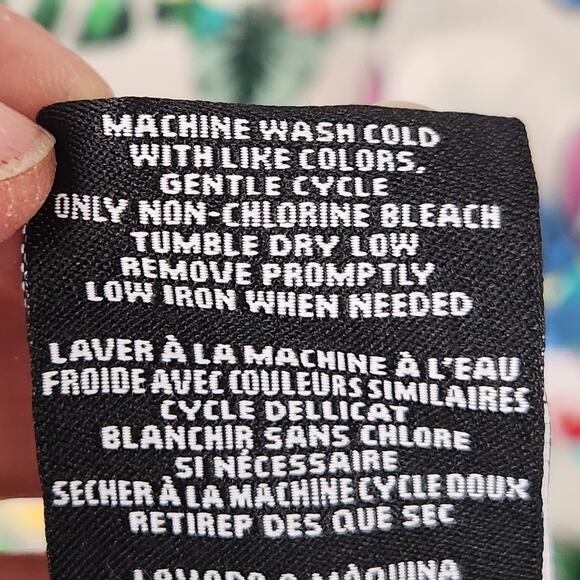 MACHINE WASH COLD
WITH LIKE COLORS,
GENTLE CYCLE
ONLY NON-CHLORINE BLEACH
TUMBLE DRY LOW
REMOVE PROMPTLY
LOW IRON WHEN NEEDED
LAVER À LA MACHINE À L'EAU
FROIDE AVEC COULEURS SIMILAIRES
CYCLE DELLICAT
BLANCHIR SANS CHLORE
SI NÉCESSAIRE
SECHER À LA MACHINE CYCLE DOUX
RETIREP DES QUE SEC
LAVADO A MÀQUINA